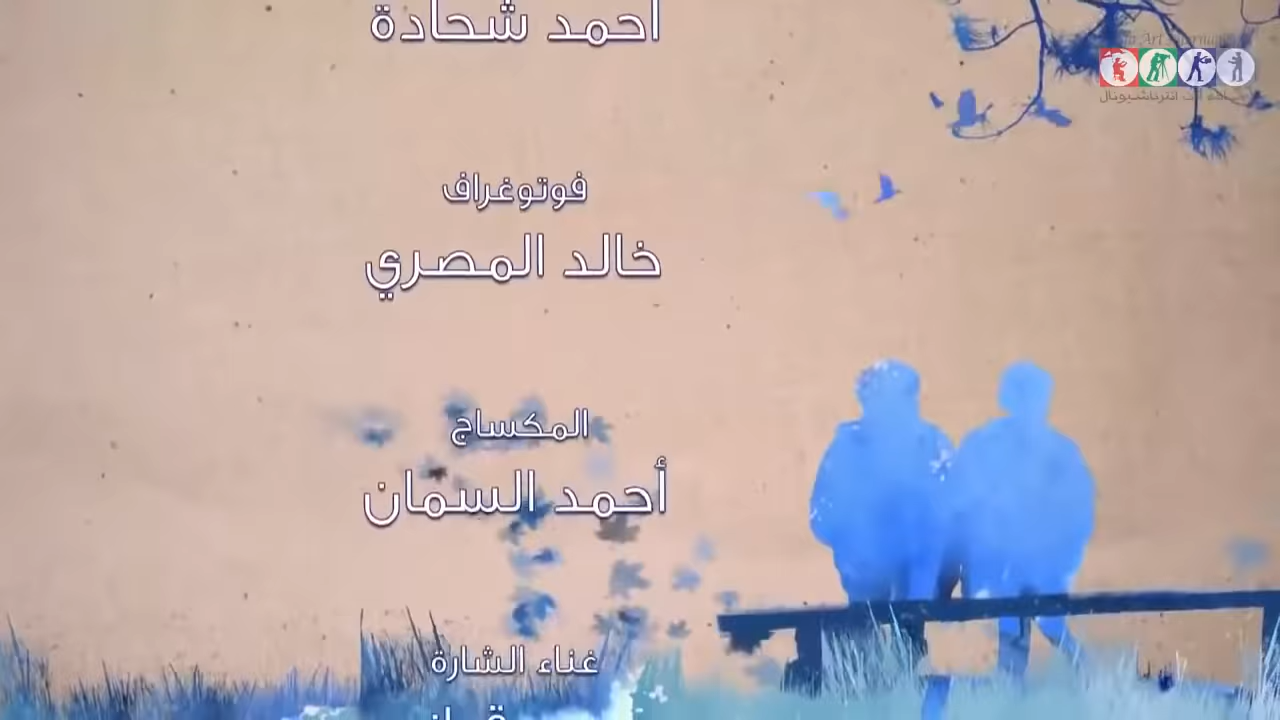 أحمد شحادة
فوتوغراف
خالد المصري
المكساج
أحمد السمان
غناء الشارة